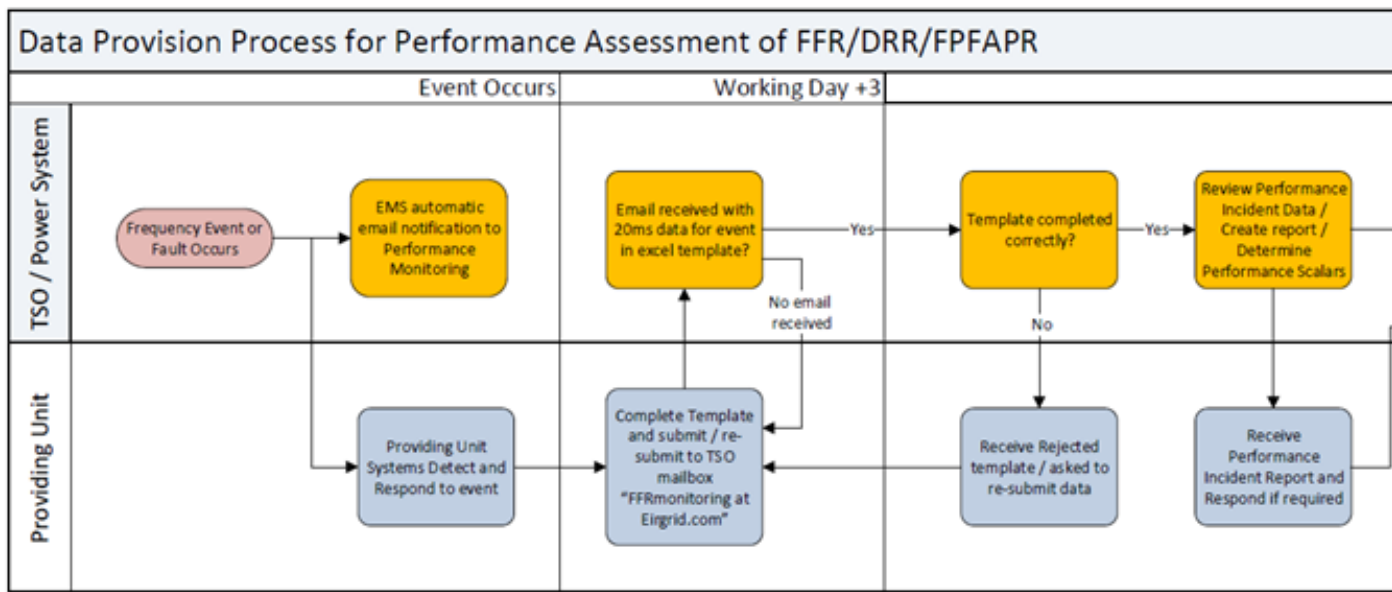 Data Provision Process for Performance Assessment of FFR/DRR/FPFAPR
Event Occurs
Working Day +3
TSO / Power System
Frequency Event or
Fault Occurs
EMS automatic
email notification to
Performance
Monitoring
Email received with
20ms data for event
in excel template?
Yes
No email
received
Template completed
correctly?
Yes
No
Review Performance
Incident Data /
Create report /
Determine
Performance Scalars
Providing Unit
Providing Unit
Systems Detect and
Respond to event
Complete Template
and submit / re-
submit to TSO
mailbox
“FFRmonitoring at
Eirgrid.com”
Receive Rejected
template / asked to
re-submit data
Receive
Performance
Incident Report and
Respond if required